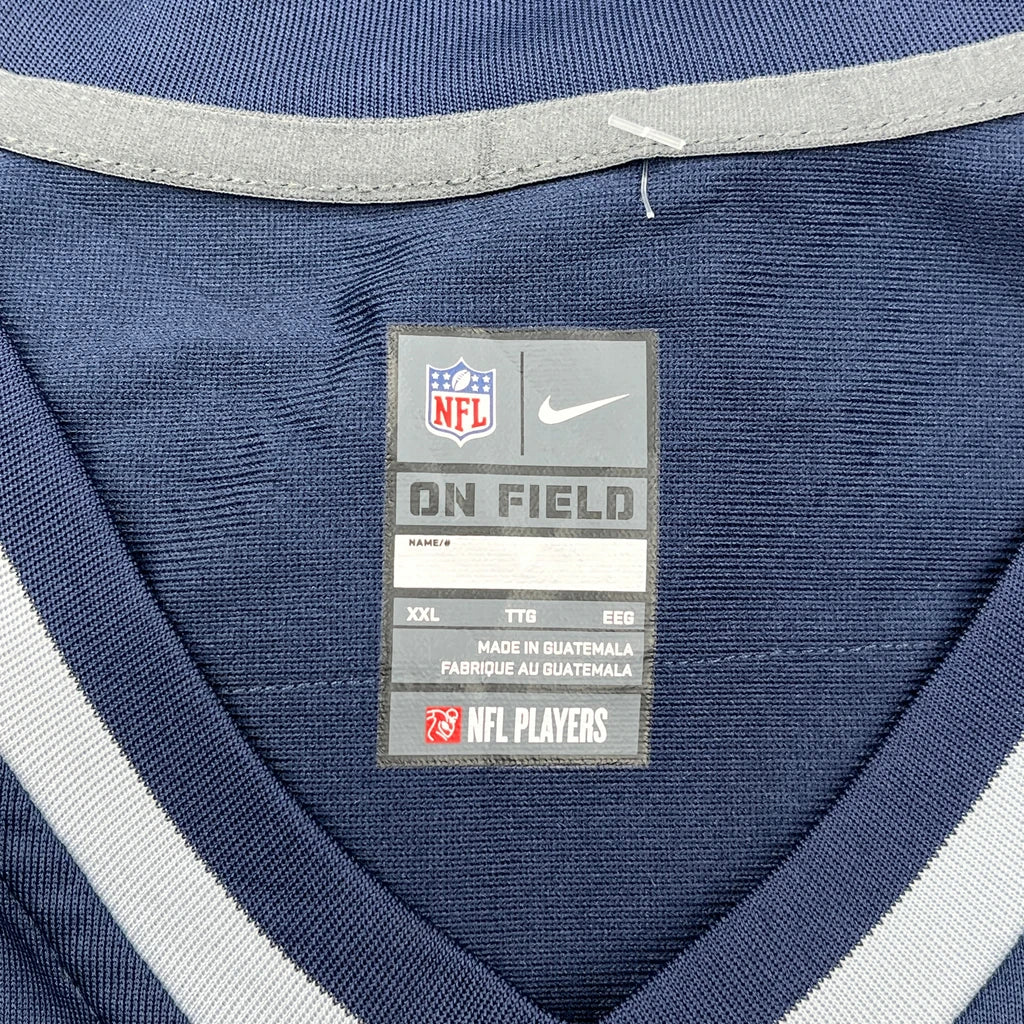 NFL
ON FIELD
NAME/#
XXL TTG EEG
MADE IN GUATEMALA
FABRIQUE AU GUATEMALA
NFL PLAYERS